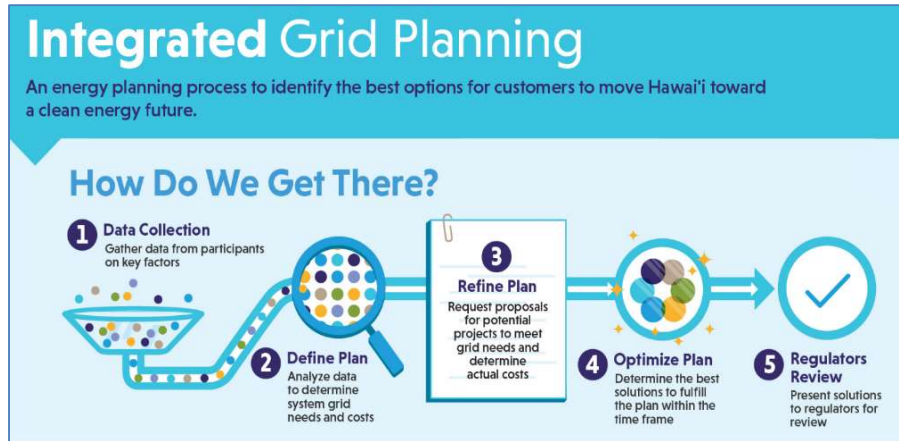 Integrated Grid Planning
An energy planning process to identify the best options for customers to move Hawai'i toward
a clean energy future.
How Do We Get There?
1 Data Collection
Gather data from participants
on key factors
2 Define Plan
Analyze data
to determine
system grid
needs and costs
3
Refine Plan
Request proposals
for potential
projects to meet
grid needs and
determine
actual costs
4 Optimize Plan
Determine the best
solutions to fulfill
the plan within the
time frame
5 Regulators
Review
Present solutions
to regulators for
review